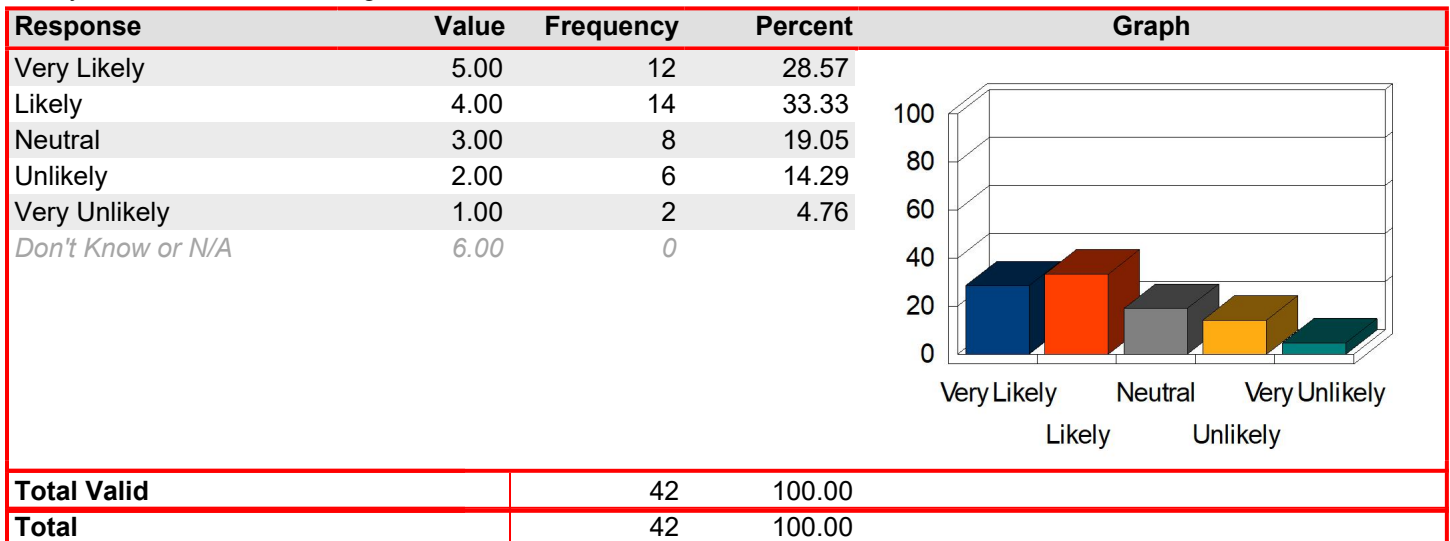 Response Value Frequency Percent Graph
Very Likely 5.00 12 28.57
Likely 4.00 14 33.33
Neutral 3.00 8 19.05
Unlikely 2.00 6 14.29
Very Unlikely 1.00 2 4.76
Don't Know or N/A 6.00 0
100
80
60
40
20
0
Very Likely Neutral Very Unlikely
Likely Unlikely
Total Valid 42 100.00
Total 42 100.00